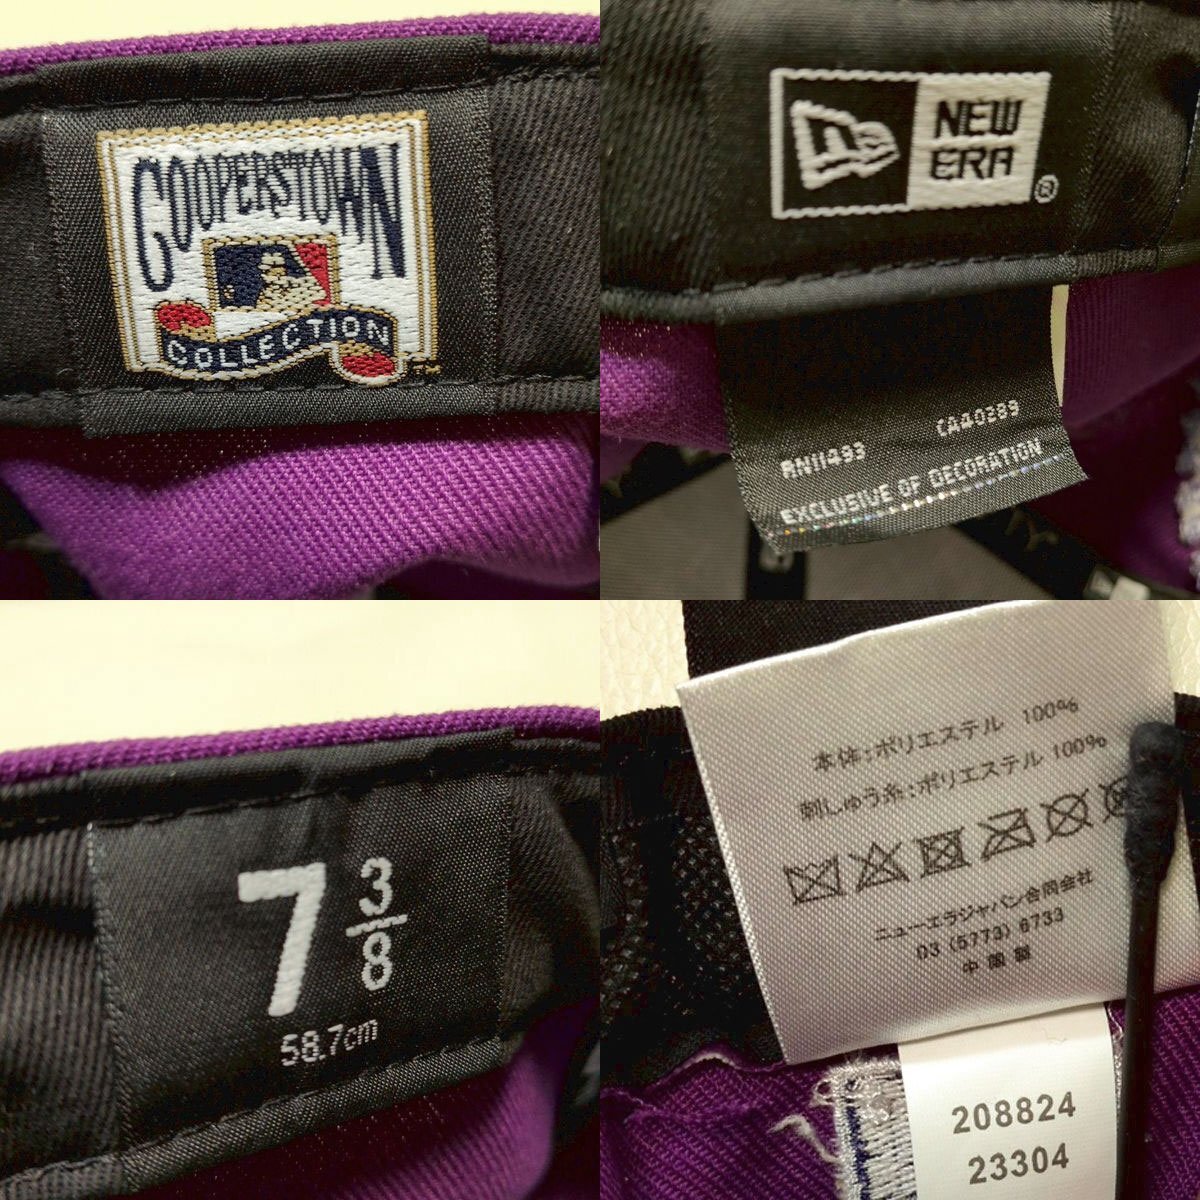 COOPERSTOWN
COLLECTION
TM
NEW
ERA
®
RN11493 CAA0389
EXCLUSIVE OF DECORATION
7 3/8
58.7cm
本体:ポリエステル 100%
刺しゅう糸:ポリエステル 100%
ニューエラジャパン合同会社
03 (5773) 6733
中国製
208824
23304